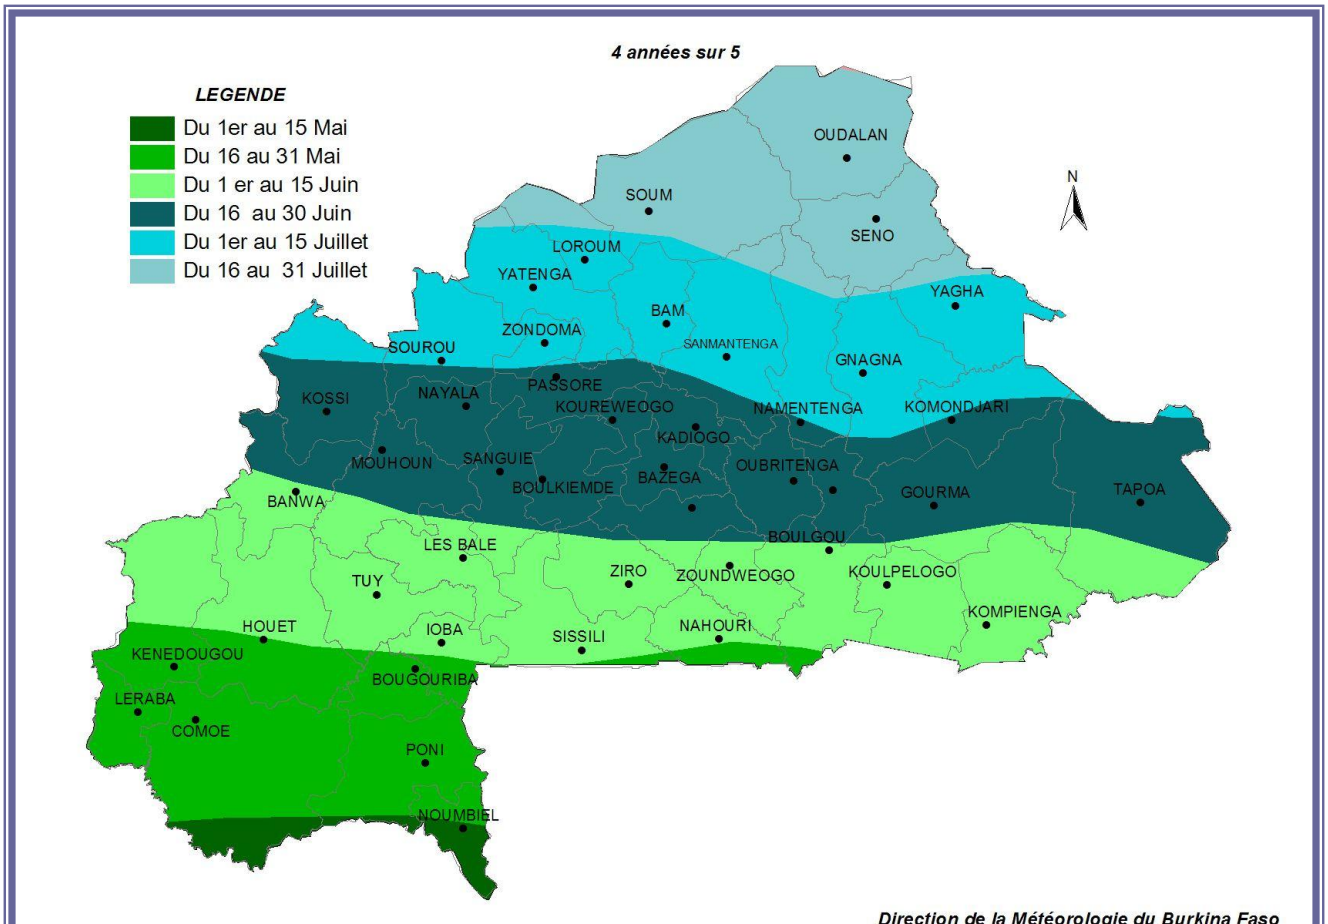 4 années sur 5
LEGENDE
Du 1er au 15 Mai
Du 16 au 31 Mai
Du 1 er au 15 Juin
Du 16 au 30 Juin
Du 1er au 15 Juillet
Du 16 au 31 Juillet
N
OUDALAN
SOUM
SENO
LOROUM
YATENGA
YAGHA
BAM
ZONDOMA
SANMANTENGA
SOUROU
GNAGNA
PASSORE
NAYALA
KOSSI
KOUREWEOGO
NAMENTENGA
KOMONDJARI
KADIOGO
MOUHOUN
SANGUIE
OUBRITENGA
BAZEGA
BOULKIEMDE
GOURMA
TAPOA
BANWA
BOULGOU
LES BALE
ZIRO
ZOUNDWEOGO
KOULPELOGO
TUY
KOMPIENGA
HOUET
IOBA
SISSILI
NAHOURI
KENEDOUGOU
BOUGOURIBA
LERABA
COMOE
PONI
NOUMBIEL
Direction de la Météorologie du Burkina Faso